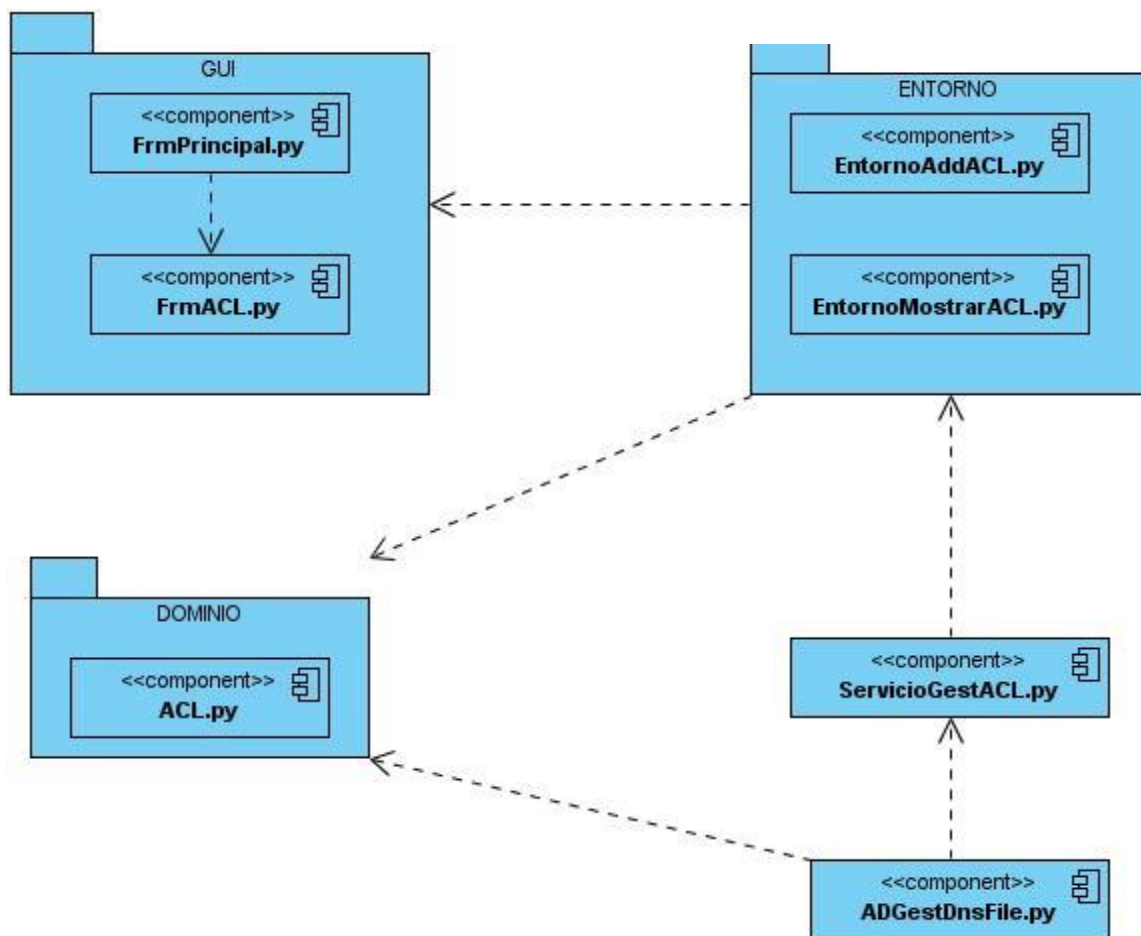 GUI
<<component>>
FrmPrincipal.py
<<component>>
FrmACL.py
ENTORNO
<<component>>
EntornoAddACL.py
<<component>>
EntornoMostrarACL.py
DOMINIO
<<component>>
ACL.py
<<component>>
ServicioGestACL.py
<<component>>
ADGestDnsFile.py